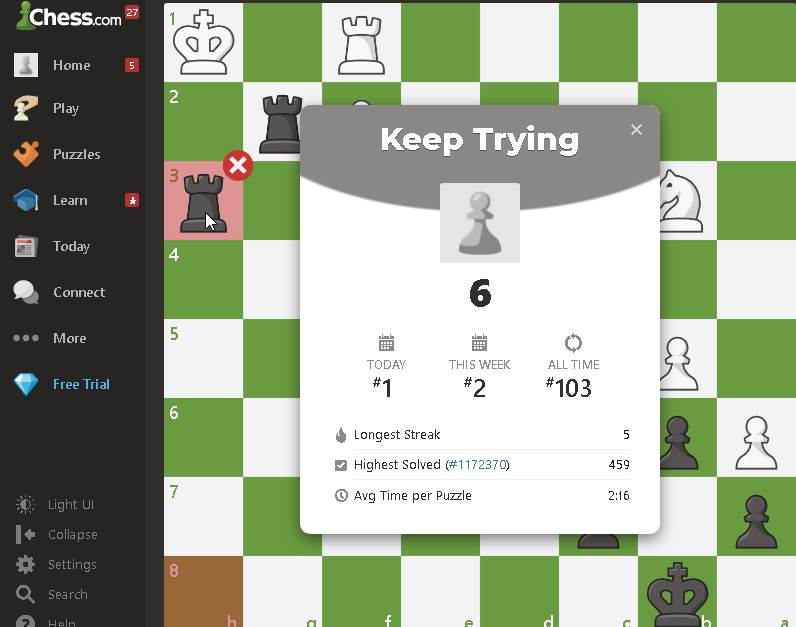 Chess.com 27
1
Home 5
2
Play
Keep Trying
Puzzles
3
Learn
Today
4
6
Connect
More
5
TODAY THIS WEEK ALL TIME
#1 #2 #103
Free Trial
6
Longest Streak 5
Highest Solved (#1172370) 459
7
Avg Time per Puzzle 2:16
Light UI
Collapse
Settings
8
Search
Help
h g f e d c b a